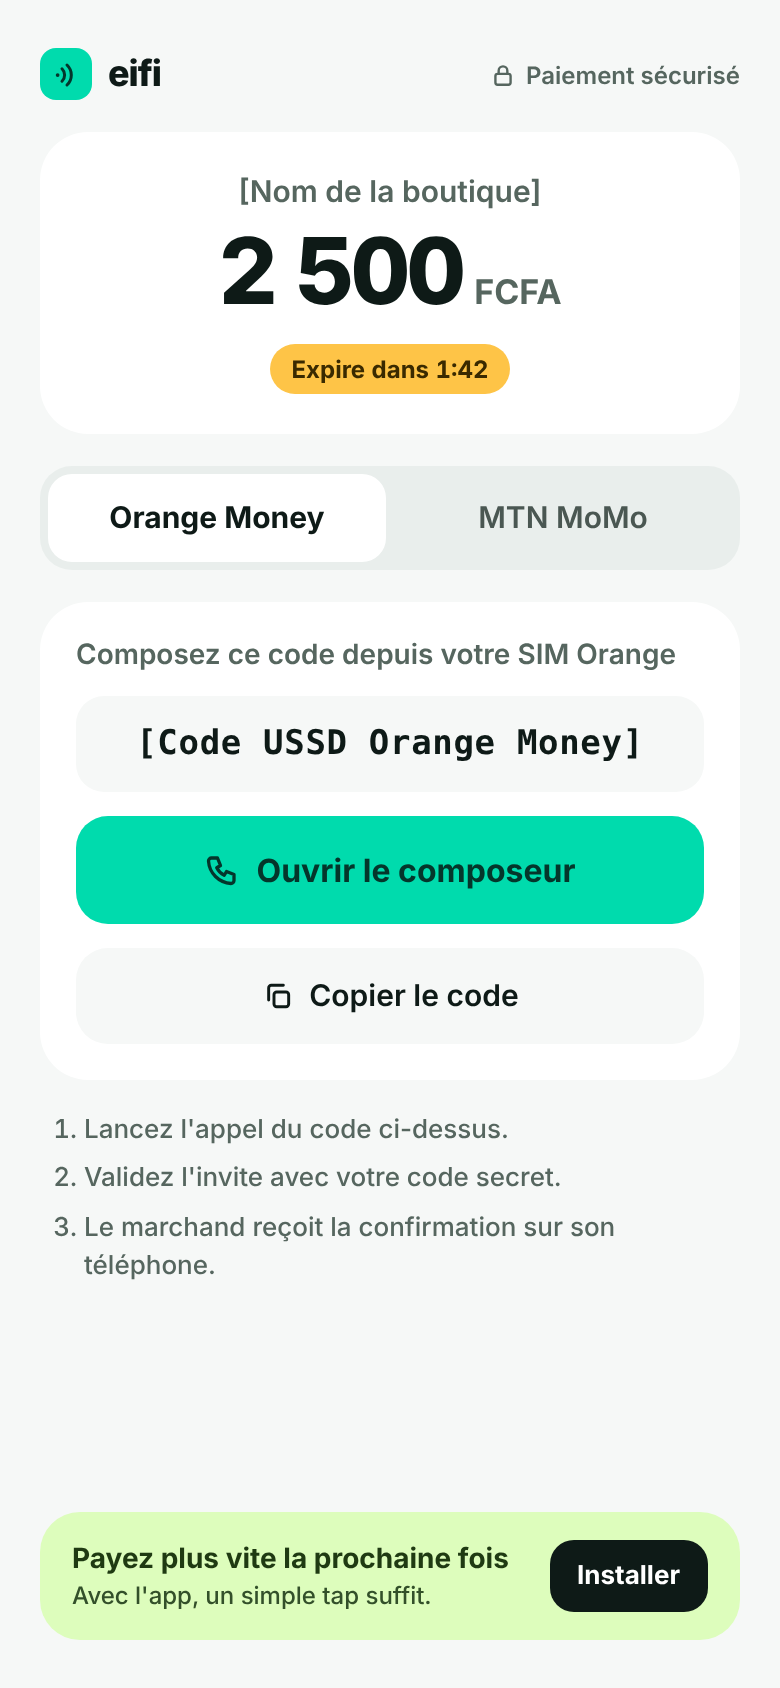 eifi
Paiement sécurisé
[Nom de la boutique]
2 500 FCFA
Expire dans 1:42
Orange Money
MTN MoMo
Composez ce code depuis votre SIM Orange
[Code USSD Orange Money]
Ouvrir le composeur
Copier le code
1. Lancez l'appel du code ci-dessus.
2. Validez l'invite avec votre code secret.
3. Le marchand reçoit la confirmation sur son
téléphone.
Payez plus vite la prochaine fois
Avec l'app, un simple tap suffit.
Installer